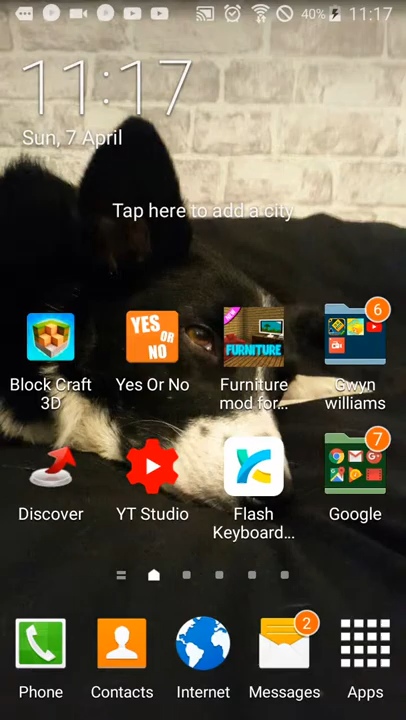 40% 11:17
11:17
Sun, 7 April
Tap here to add a city
YES
OR
NO
NEW
FURNITURE
6
Block Craft
3D
Yes Or No
Furniture
mod for...
Gwyn
williams
7
Discover
YT Studio
Flash
Keyboard...
Google
2
Phone
Contacts
Internet
Messages
Apps